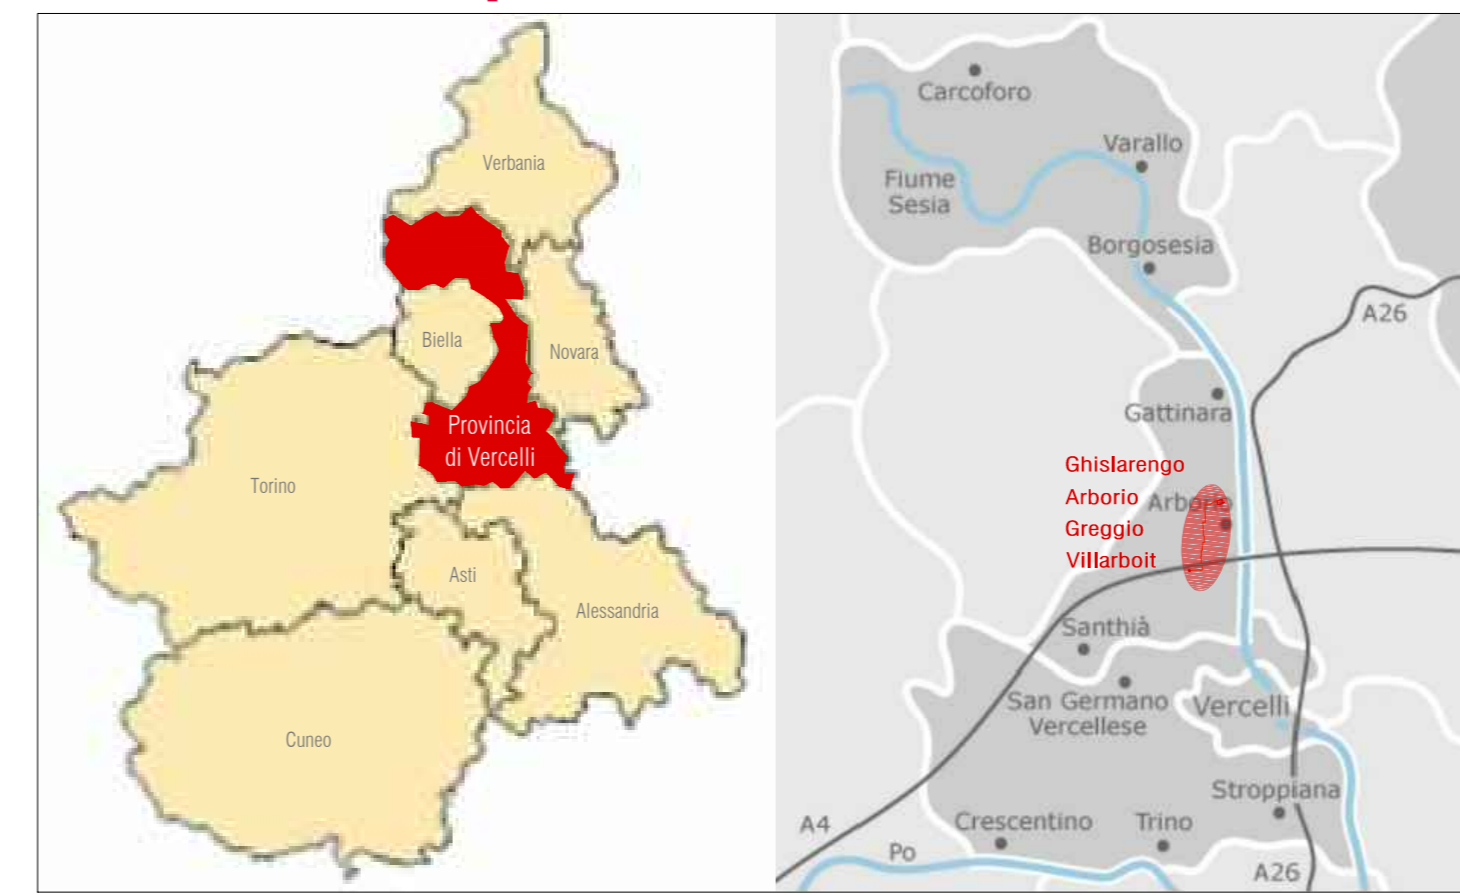 Verbania
Biella
Novara
Provincia
di Vercelli
Torino
Asti
Alessandria
Cuneo
Carcoforo
Varallo
Fiume
Sesia
Borgosesia
A26
Gattinara
Ghislarengo
Arborio
Arborio
Greggio
Villarboit
Santhià
San Germano
Vercellese
Vercelli
Stroppiana
A4
Crescentino
Trino
Po
A26